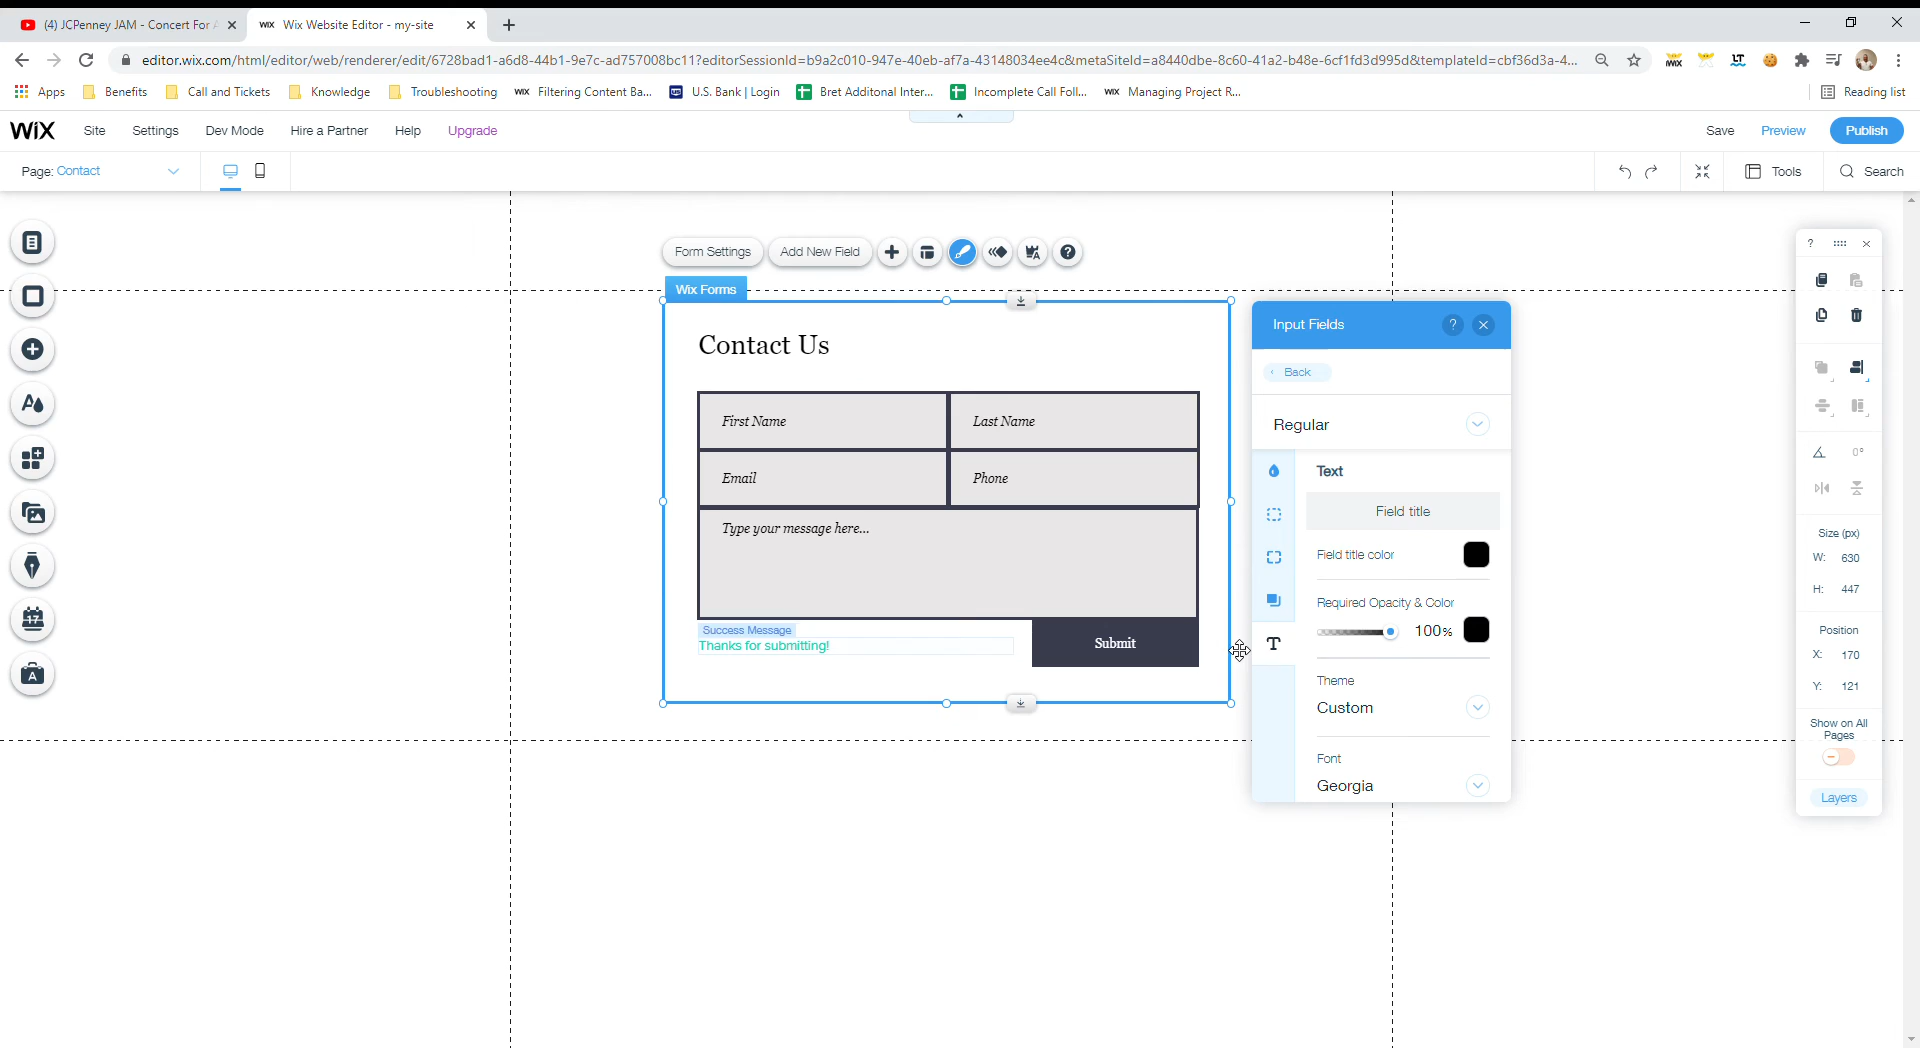 (4) JCPenney JAM - Concert For
WiX Wix Website Editor - my-site
editor.wix.com/html/editor/web/renderer/edit/6728bad1-a6d8-44b1-9e7c-ad757008bc11?editorSessionId=b9a2c010-947e-40eb-af7a-43148034ee4c&metaSiteId=a8440dbe-8c60-41a2-b48e-6cf1fd3d995d&templateId=cbf36d3a-4...
Apps Benefits Call and Tickets Knowledge Troubleshooting WiX Filtering Content Ba... U.S. Bank | Login Bret Additonal Inter... Incomplete Call Foll... WiX Managing Project R... Reading list
WiX Site Settings Dev Mode Hire a Partner Help Upgrade Save Preview Publish
Page: Contact Tools Search
Form Settings Add New Field
Wix Forms
Contact Us
First Name Last Name
Email Phone
Type your message here...
Success Message
Thanks for submitting!
Submit
Input Fields ?
‹ Back
Regular
Text
Field title
Field title color
Required Opacity & Color
100%
T
Theme
Custom
Font
Georgia
?
0°
Size (px)
W: 630
H: 447
Position
X: 170
Y: 121
Show on All
Pages
Layers